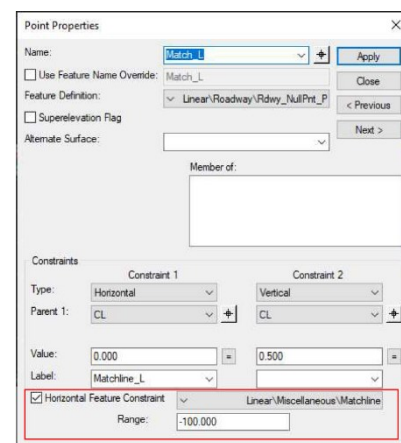 Point Properties
Name: Match_L Apply
Use Feature Name Override: Match_L Close
Feature Definition: Linear\Roadway\Rdwy_NullPnt_P < Previous
Superelevation Flag Next >
Alternate Surface:
Member of:
Constraints
Constraint 1 Constraint 2
Type: Horizontal Vertical
Parent 1: CL CL
Value: 0.000 = 0.500 =
Label: Matchline_L
Horizontal Feature Constraint Linear\Miscellaneous\Matchline
Range: -100.000